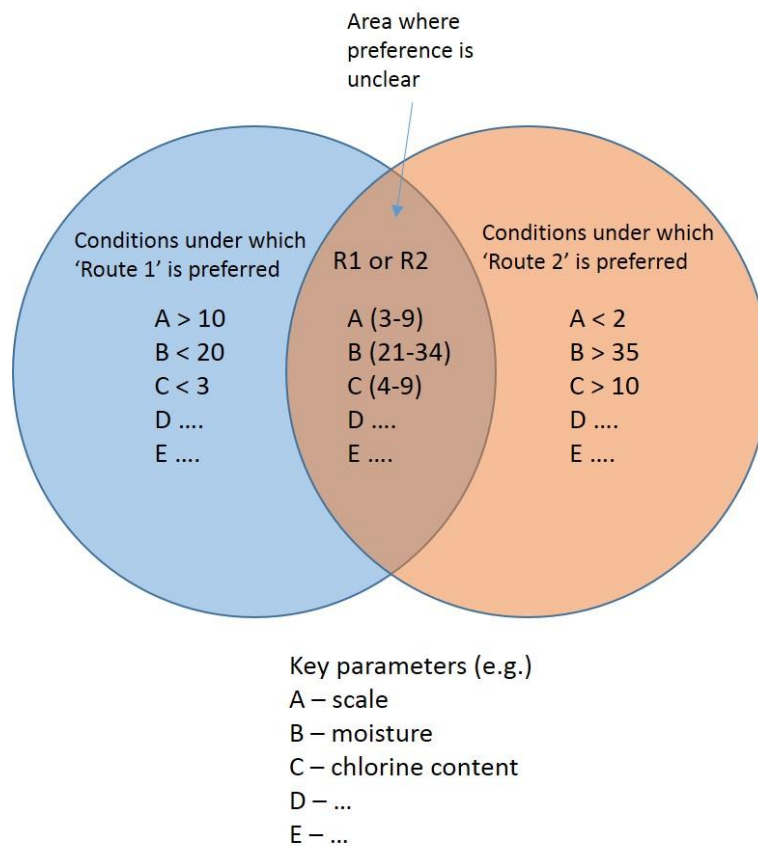 Area where
preference is
unclear
Conditions under which
‘Route 1’ is preferred
A > 10
B < 20
C < 3
D ....
E ....
R1 or R2
A (3-9)
B (21-34)
C (4-9)
D ....
E ....
Conditions under which
‘Route 2’ is preferred
A < 2
B > 35
C > 10
D ....
E ....
Key parameters (e.g.)
A – scale
B – moisture
C – chlorine content
D – ...
E – ...